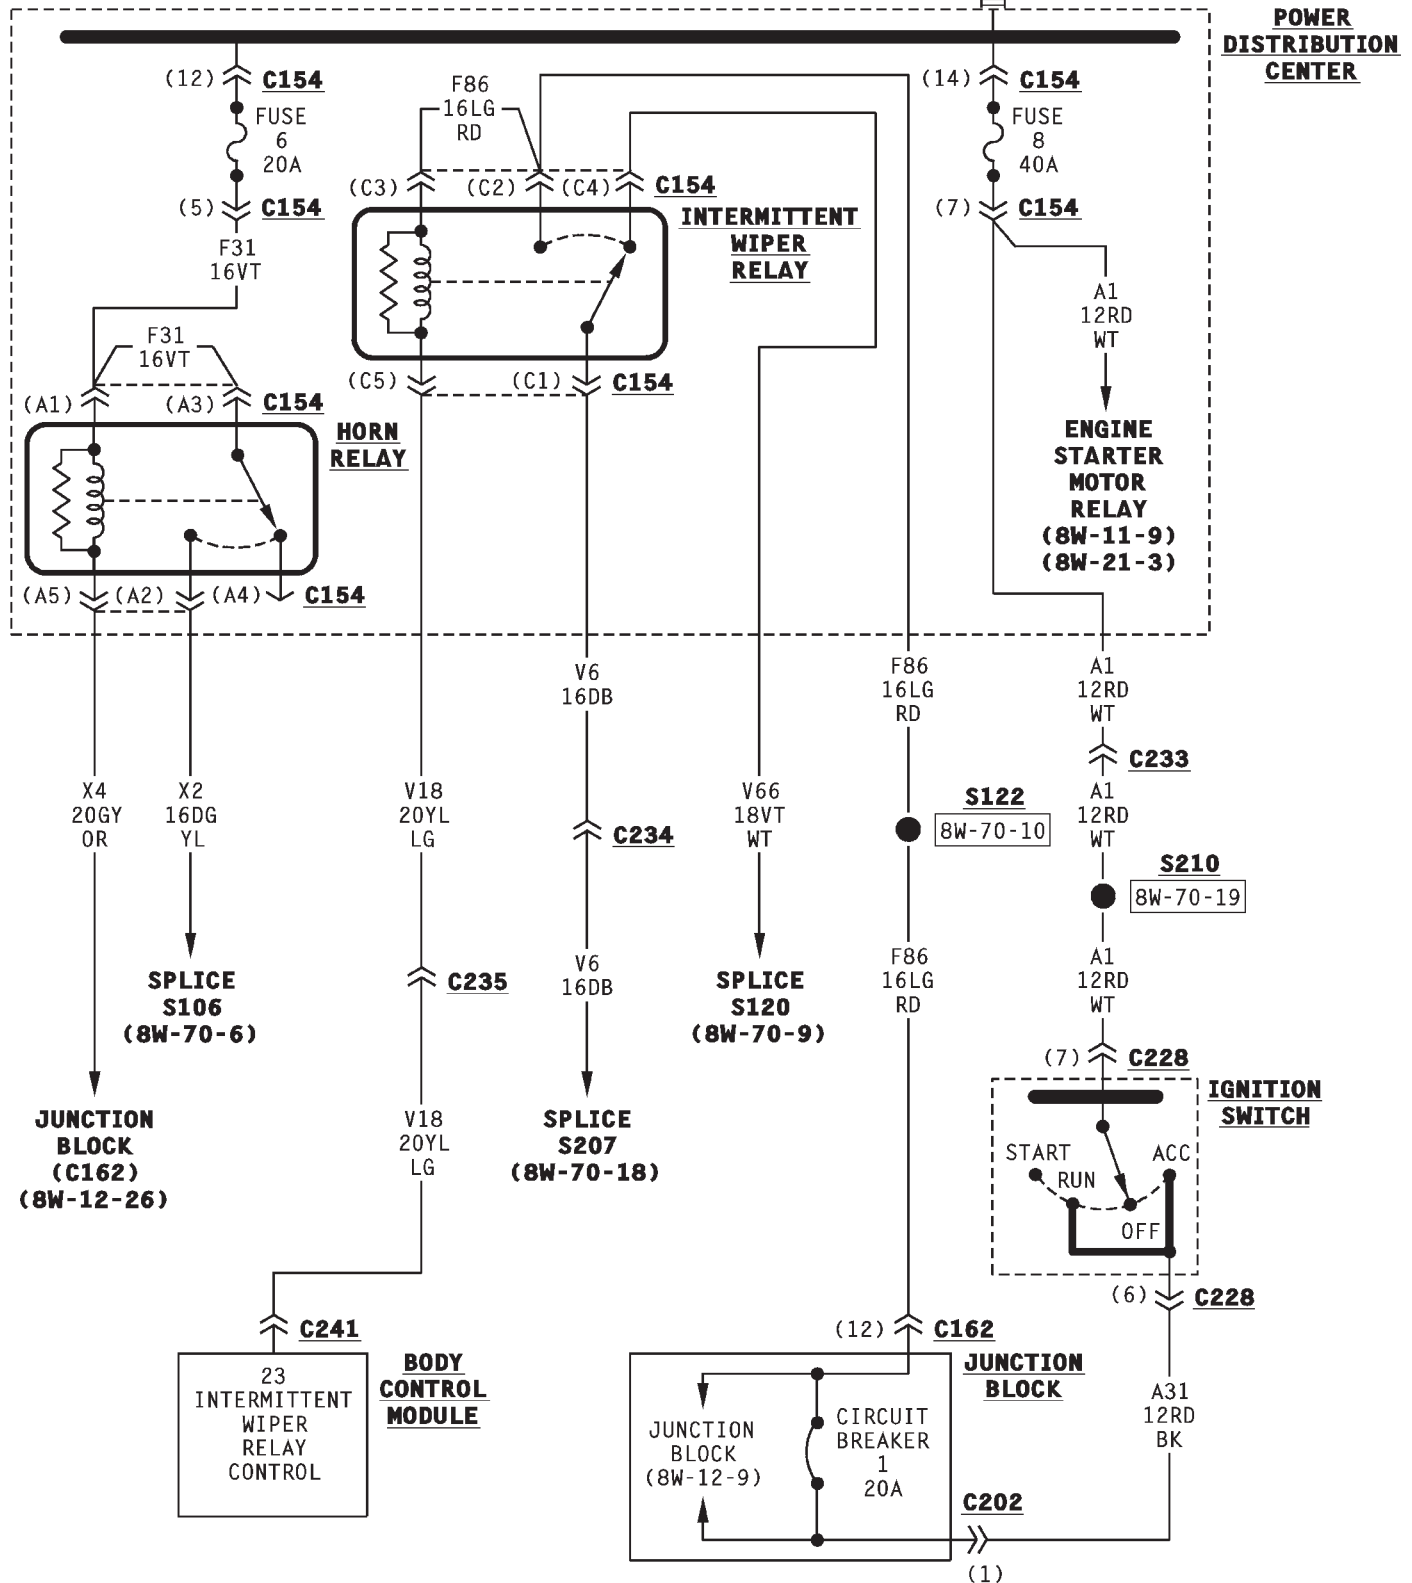 POWER
DISTRIBUTION
CENTER
(12)
C154
FUSE
6
20A
(5)
C154
F31
16VT
F31
16VT
(A1)
(A3)
C154
HORN
RELAY
(A5)
(A2)
(A4)
C154
F86
16LG
RD
(C3)
(C2)
(C4)
C154
INTERMITTENT
WIPER
RELAY
(C5)
(C1)
C154
(14)
C154
FUSE
8
40A
(7)
C154
A1
12RD
WT
ENGINE
STARTER
MOTOR
RELAY
(8W-11-9)
(8W-21-3)
X4
20GY
OR
JUNCTION
BLOCK
(C162)
(8W-12-26)
X2
16DG
YL
SPLICE
S106
(8W-70-6)
V18
20YL
LG
C235
V18
20YL
LG
C241
23
INTERMITTENT
WIPER
RELAY
CONTROL
BODY
CONTROL
MODULE
V6
16DB
C234
V6
16DB
SPLICE
S207
(8W-70-18)
V66
18VT
WT
SPLICE
S120
(8W-70-9)
F86
16LG
RD
S122
8W-70-10
F86
16LG
RD
(12)
C162
JUNCTION
BLOCK
JUNCTION
BLOCK
(8W-12-9)
CIRCUIT
BREAKER
1
20A
C202
(1)
A1
12RD
WT
C233
A1
12RD
WT
S210
8W-70-19
A1
12RD
WT
(7)
C228
IGNITION
SWITCH
START
RUN
ACC
OFF
(6)
C228
A31
12RD
BK